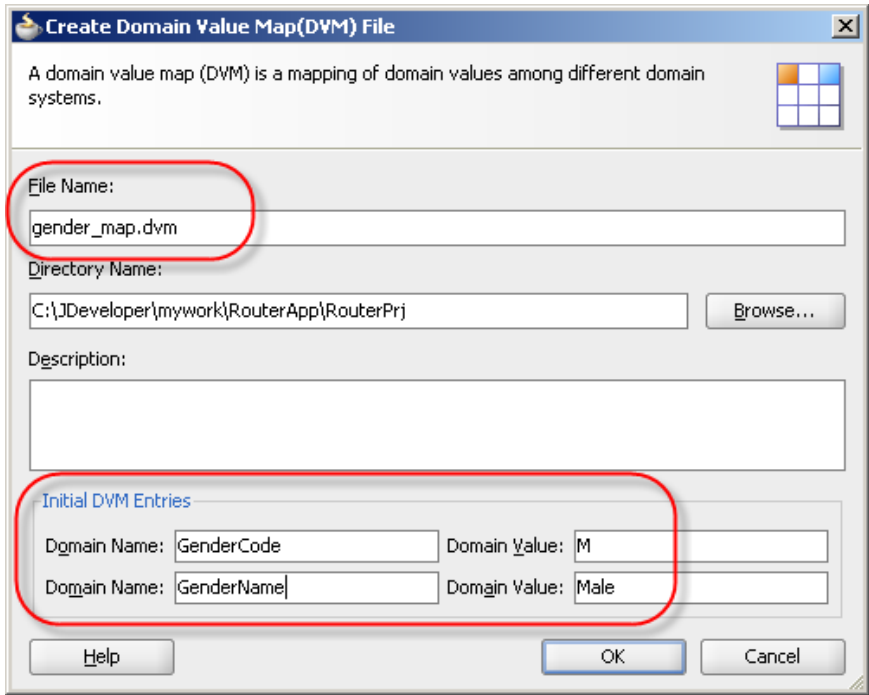 Create Domain Value Map(DVM) File
A domain value map (DVM) is a mapping of domain values among different domain
systems.
File Name:
gender_map.dvm
Directory Name:
C:\JDeveloper\mywork\RouterApp\RouterPrj
Browse...
Description:
Initial DVM Entries
Domain Name: GenderCode Domain Value: M
Domain Name: GenderName Domain Value: Male
Help OK Cancel